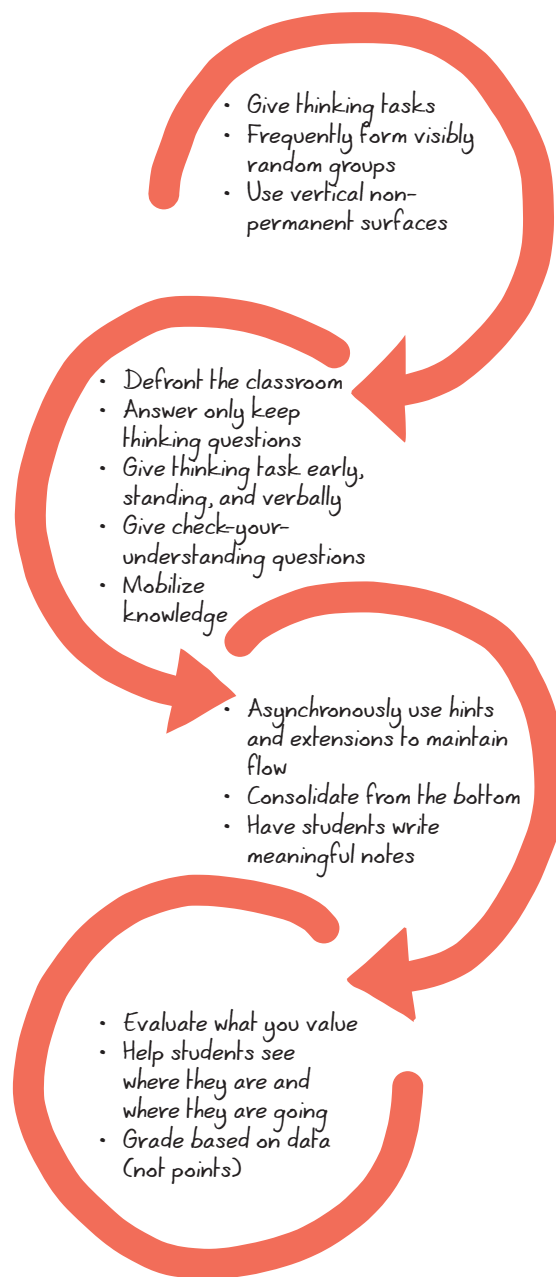 • Give thinking tasks
• Frequently form visibly
random groups
• Use vertical non-
permanent surfaces
• Defront the classroom
• Answer only keep
thinking questions
• Give thinking task early,
standing, and verbally
• Give check-your-
understanding questions
• Mobilize
knowledge
• Asynchronously use hints
and extensions to maintain
flow
• Consolidate from the bottom
• Have students write
meaningful notes
• Evaluate what you value
• Help students see
where they are and
where they are going
• Grade based on data
(not points)